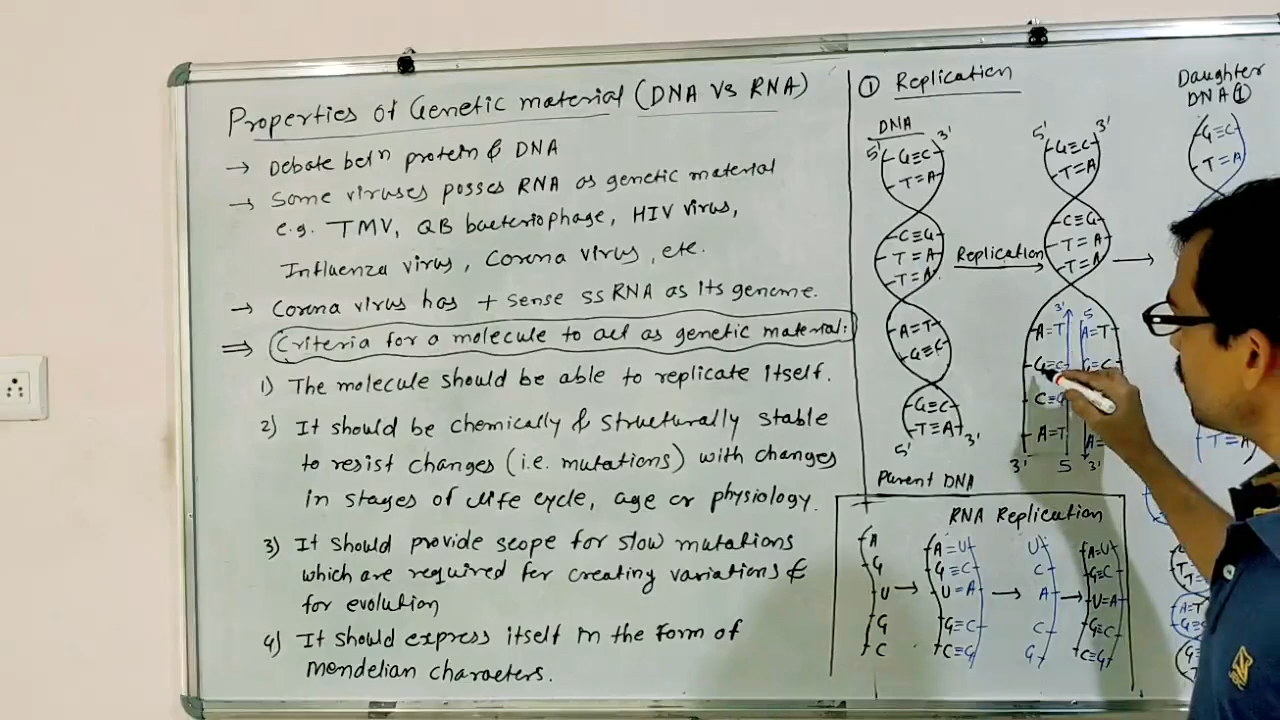 Properties of Genetic material (DNA Vs RNA)
→ Debate betn protein & DNA
→ Some viruses posses RNA as genetic material
e.g. TMV, QB bacteriophage, HIV virus,
Influenza virus, Corona virus, etc.
→ Corona virus has + sense ss RNA as its genome.
⇒ Criteria for a molecule to act as genetic material:
1) The molecule should be able to replicate itself.
2) It should be chemically & structurally stable
to resist changes (i.e. mutations) with changes
in stages of life cycle, age or physiology.
3) It should provide scope for slow mutations
which are required for creating variations &
for evolution
4) It should express itself in the form of
Mendelian characters.
① Replication
DNA
5' 3'
G≡C
T=A
C≡G
T=A
T=A
A=T
G≡C
G≡C
T≡A
5' 3'
Parent DNA
Replication
5' 3'
G≡C
T=A
C≡G
T=A
T=A
3' 5
A=T A=T
G≡C G=C
C≡G
A=T A=
3' 5 3'
Daughter
DNA ①
G≡C
T=A
T=A
A=T
G≡
RNA Replication
A
G
U
G
C
A=U
G≡C
U=A
G≡C
C≡G
U
C
A
C
G
A=U
G≡C
U=A
G≡C
C≡G